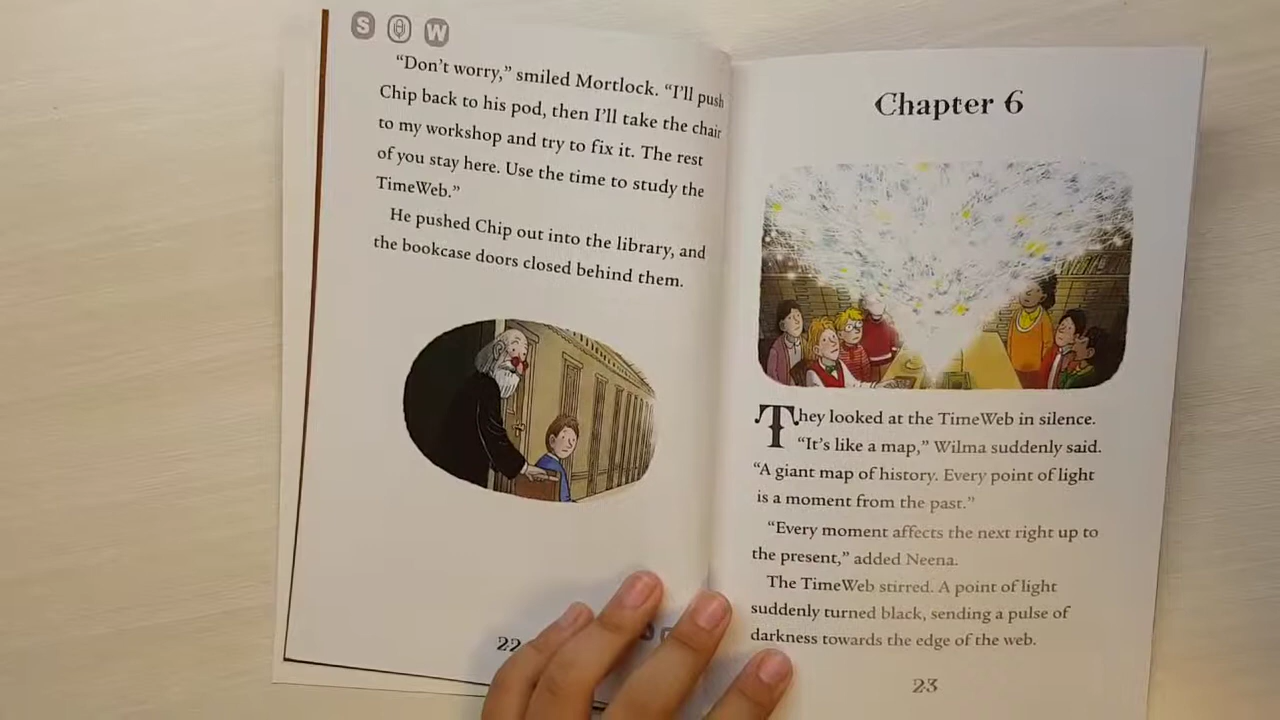 S W
“Don’t worry,” smiled Mortlock. “I’ll push
Chip back to his pod, then I’ll take the chair
to my workshop and try to fix it. The rest
of you stay here. Use the time to study the
TimeWeb.”
He pushed Chip out into the library, and
the bookcase doors closed behind them.
22
Chapter 6
They looked at the TimeWeb in silence.
“It’s like a map,” Wilma suddenly said.
“A giant map of history. Every point of light
is a moment from the past.”
“Every moment affects the next right up to
the present,” added Neena.
The TimeWeb stirred. A point of light
suddenly turned black, sending a pulse of
darkness towards the edge of the web.
23